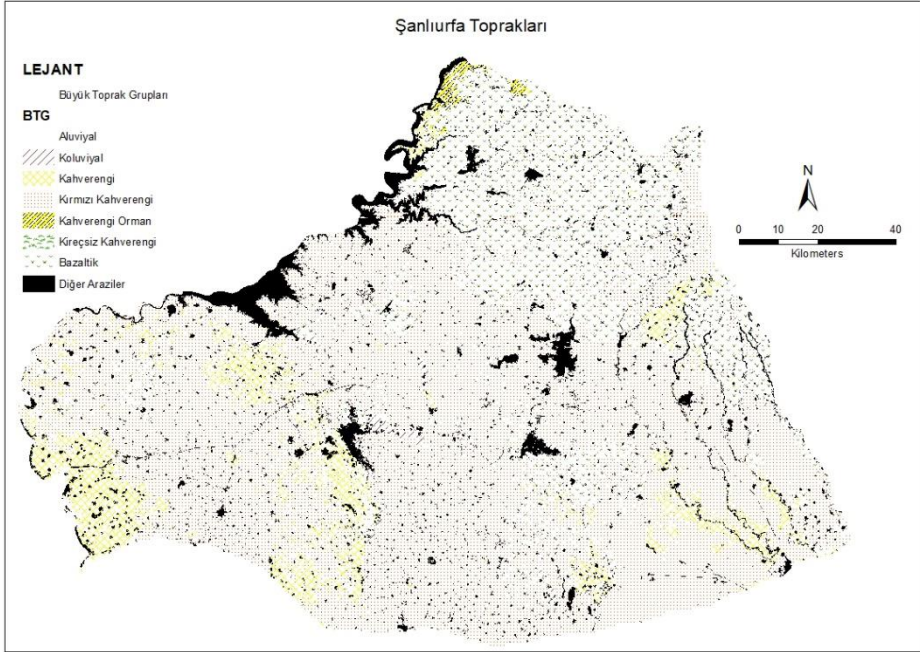 Şanlıurfa Toprakları
LEJANT
Büyük Toprak Grupları
BTG
Aluviyal
Koluviyal
Kahverengi
Kırmızı Kahverengi
Kahverengi Orman
Kireçsiz Kahverengi
Bazaltik
Diğer Araziler
N
0 10 20 40
Kilometers